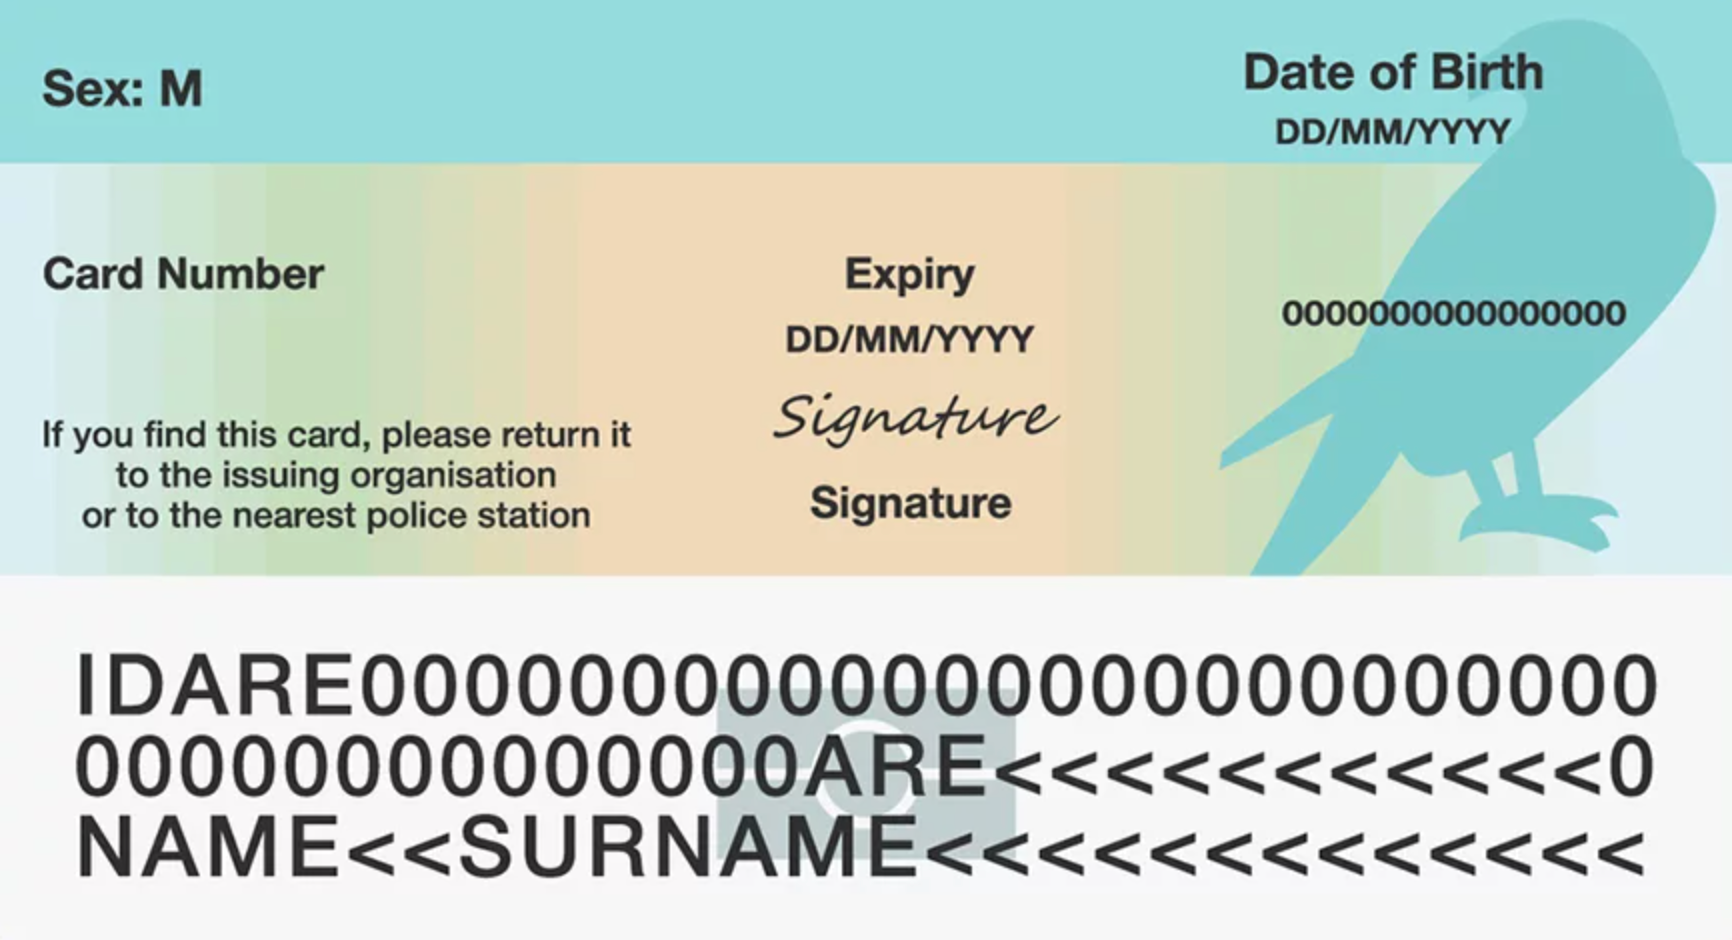 Sex: M
Date of Birth
DD/MM/YYYY
Card Number
Expiry
DD/MM/YYYY
0000000000000000
Signature
If you find this card, please return it
to the issuing organisation
or to the nearest police station
Signature
IDARE0000000000000000000000000
00000000000000ARE<<<<<<<<<<<0
NAME<<SURNAME<<<<<<<<<<<<<